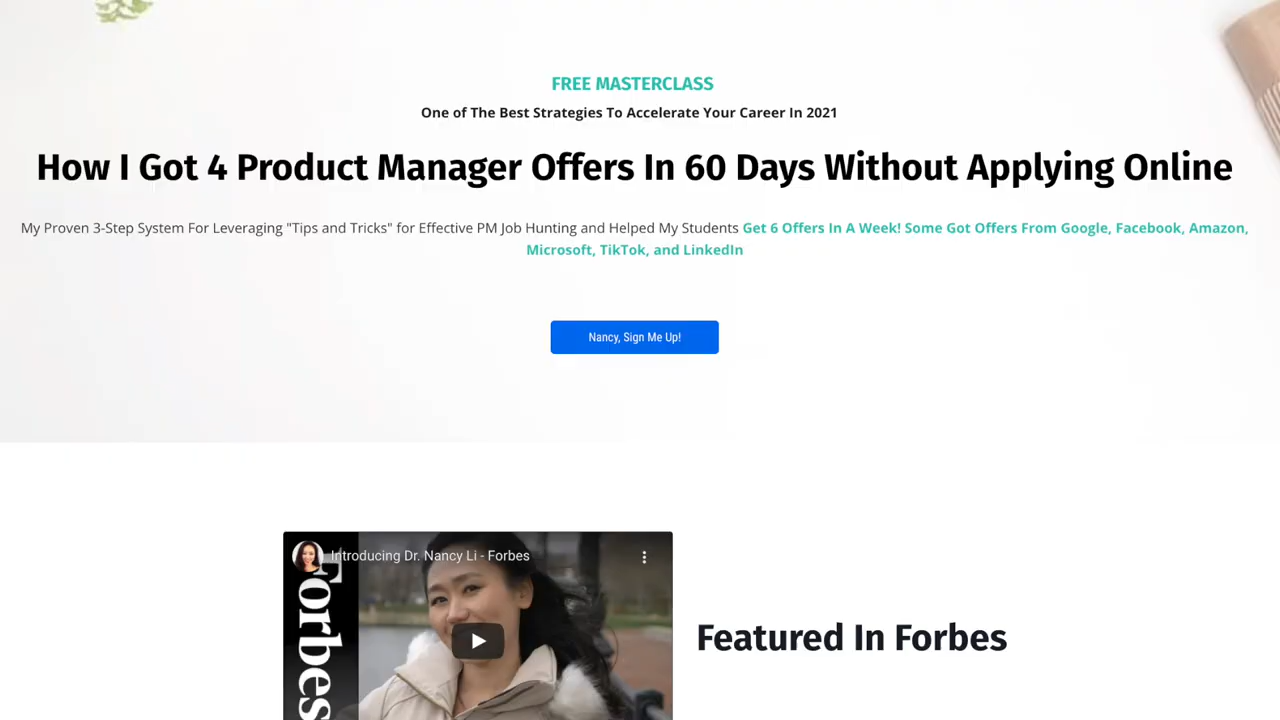 FREE MASTERCLASS
One of The Best Strategies To Accelerate Your Career In 2021
How I Got 4 Product Manager Offers In 60 Days Without Applying Online
My Proven 3-Step System For Leveraging "Tips and Tricks" for Effective PM Job Hunting and Helped My Students Get 6 Offers In A Week! Some Got Offers From Google, Facebook, Amazon,
Microsoft, TikTok, and LinkedIn
Nancy, Sign Me Up!
Introducing Dr. Nancy Li - Forbes
Forbes
Featured In Forbes